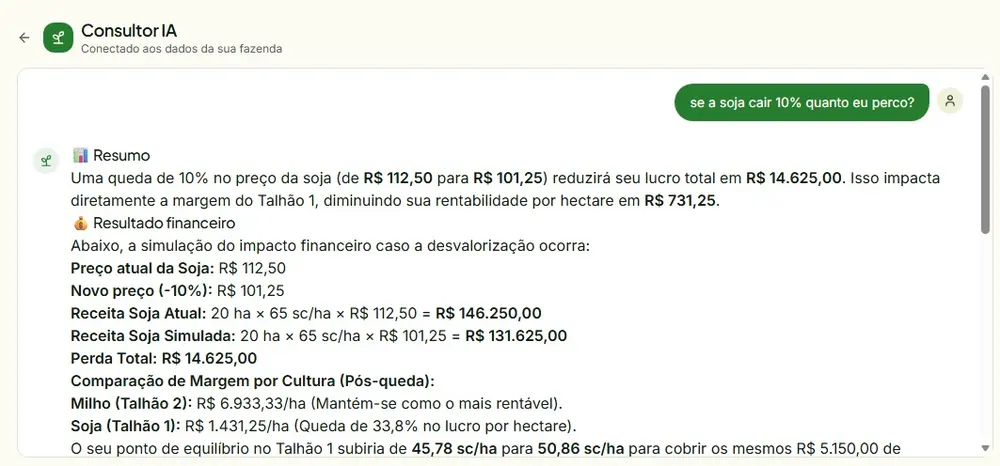 Consultor IA
Conectado aos dados da sua fazenda
se a soja cair 10% quanto eu perco?
Resumo
Uma queda de 10% no preço da soja (de R$ 112,50 para R$ 101,25) reduzirá seu lucro total em R$ 14.625,00. Isso impacta
diretamente a margem do Talhão 1, diminuindo sua rentabilidade por hectare em R$ 731,25.
Resultado financeiro
Abaixo, a simulação do impacto financeiro caso a desvalorização ocorra:
Preço atual da Soja: R$ 112,50
Novo preço (-10%): R$ 101,25
Receita Soja Atual: 20 ha × 65 sc/ha × R$ 112,50 = R$ 146.250,00
Receita Soja Simulada: 20 ha × 65 sc/ha × R$ 101,25 = R$ 131.625,00
Perda Total: R$ 14.625,00
Comparação de Margem por Cultura (Pós-queda):
Milho (Talhão 2): R$ 6.933,33/ha (Mantém-se como o mais rentável).
Soja (Talhão 1): R$ 1.431,25/ha (Queda de 33,8% no lucro por hectare).
O seu ponto de equilíbrio no Talhão 1 subiria de 45,78 sc/ha para 50,86 sc/ha para cobrir os mesmos R$ 5.150,00 de